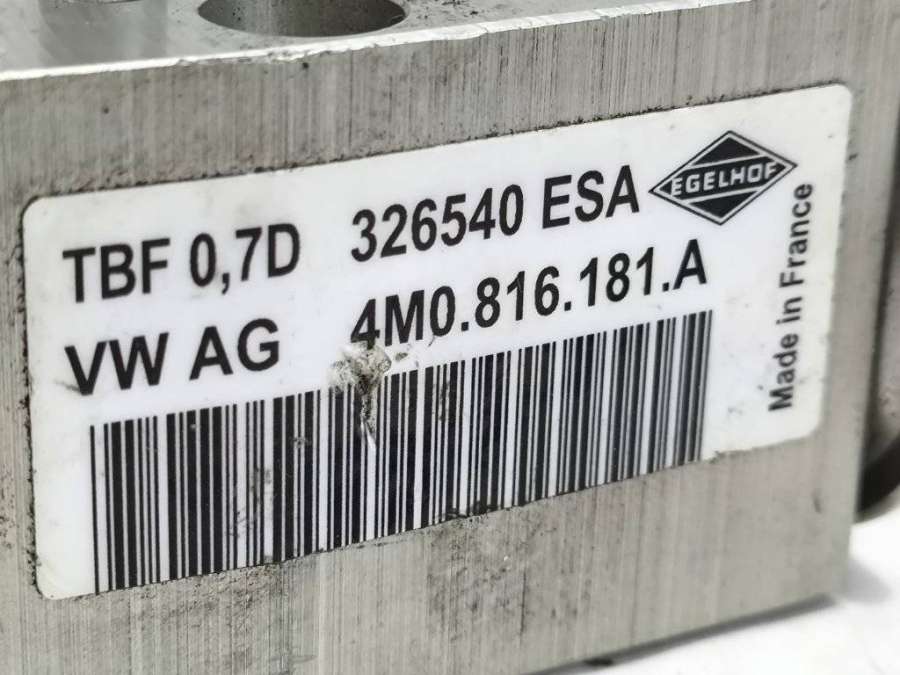 TBF 0,7D 326540 ESA
EGELHOF
VW AG 4M0.816.181.A
Made in France